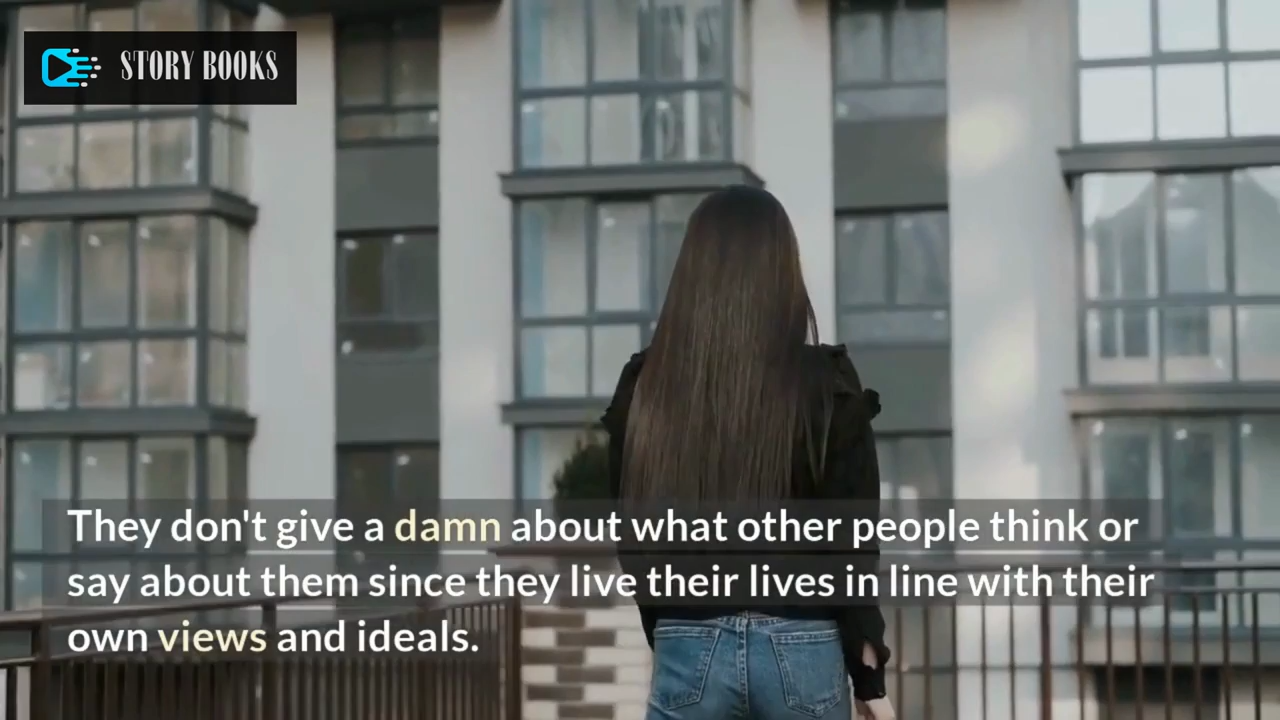 STORY BOOKS
They don't give a damn about what other people think or
say about them since they live their lives in line with their
own views and ideals.